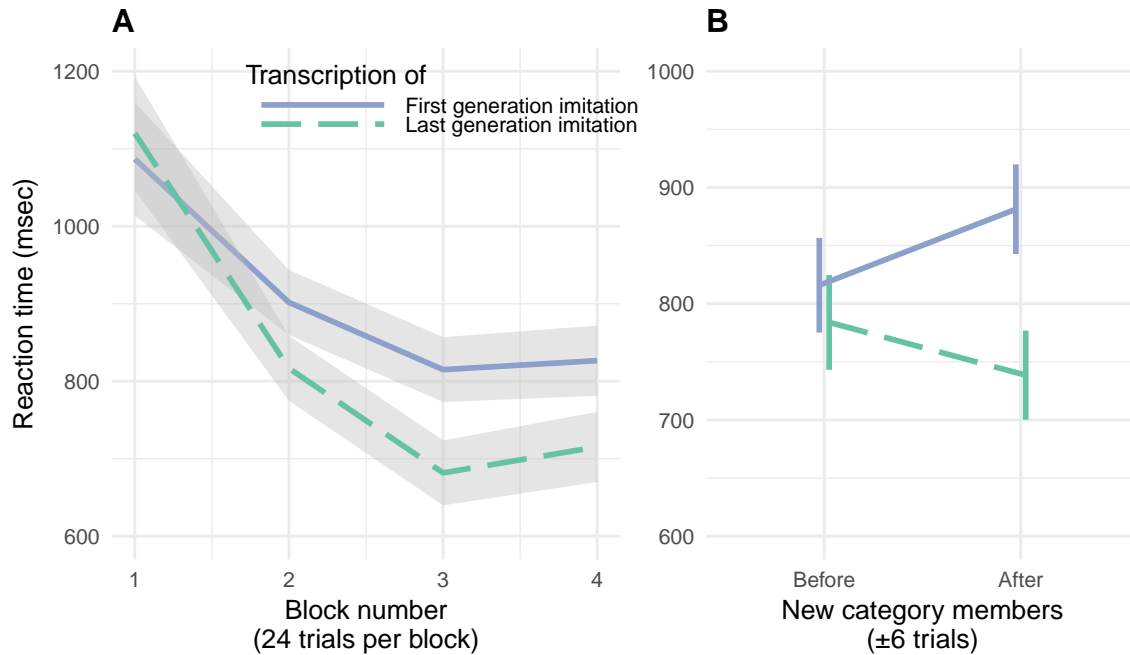 A
B
Transcription of
First generation imitation
Last generation imitation
Reaction time (msec)
1200
1000
800
600
1
2
3
4
Block number
(24 trials per block)
1000
900
800
700
600
Before
After
New category members
(±6 trials)